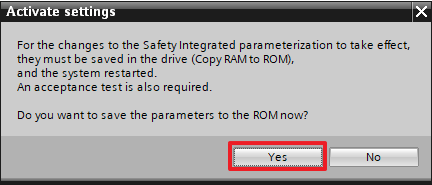 Activate settings
For the changes to the Safety Integrated parameterization to take effect,
they must be saved in the drive (Copy RAM to ROM),
and the system restarted.
An acceptance test is also required.
Do you want to save the parameters to the ROM now?
Yes
No